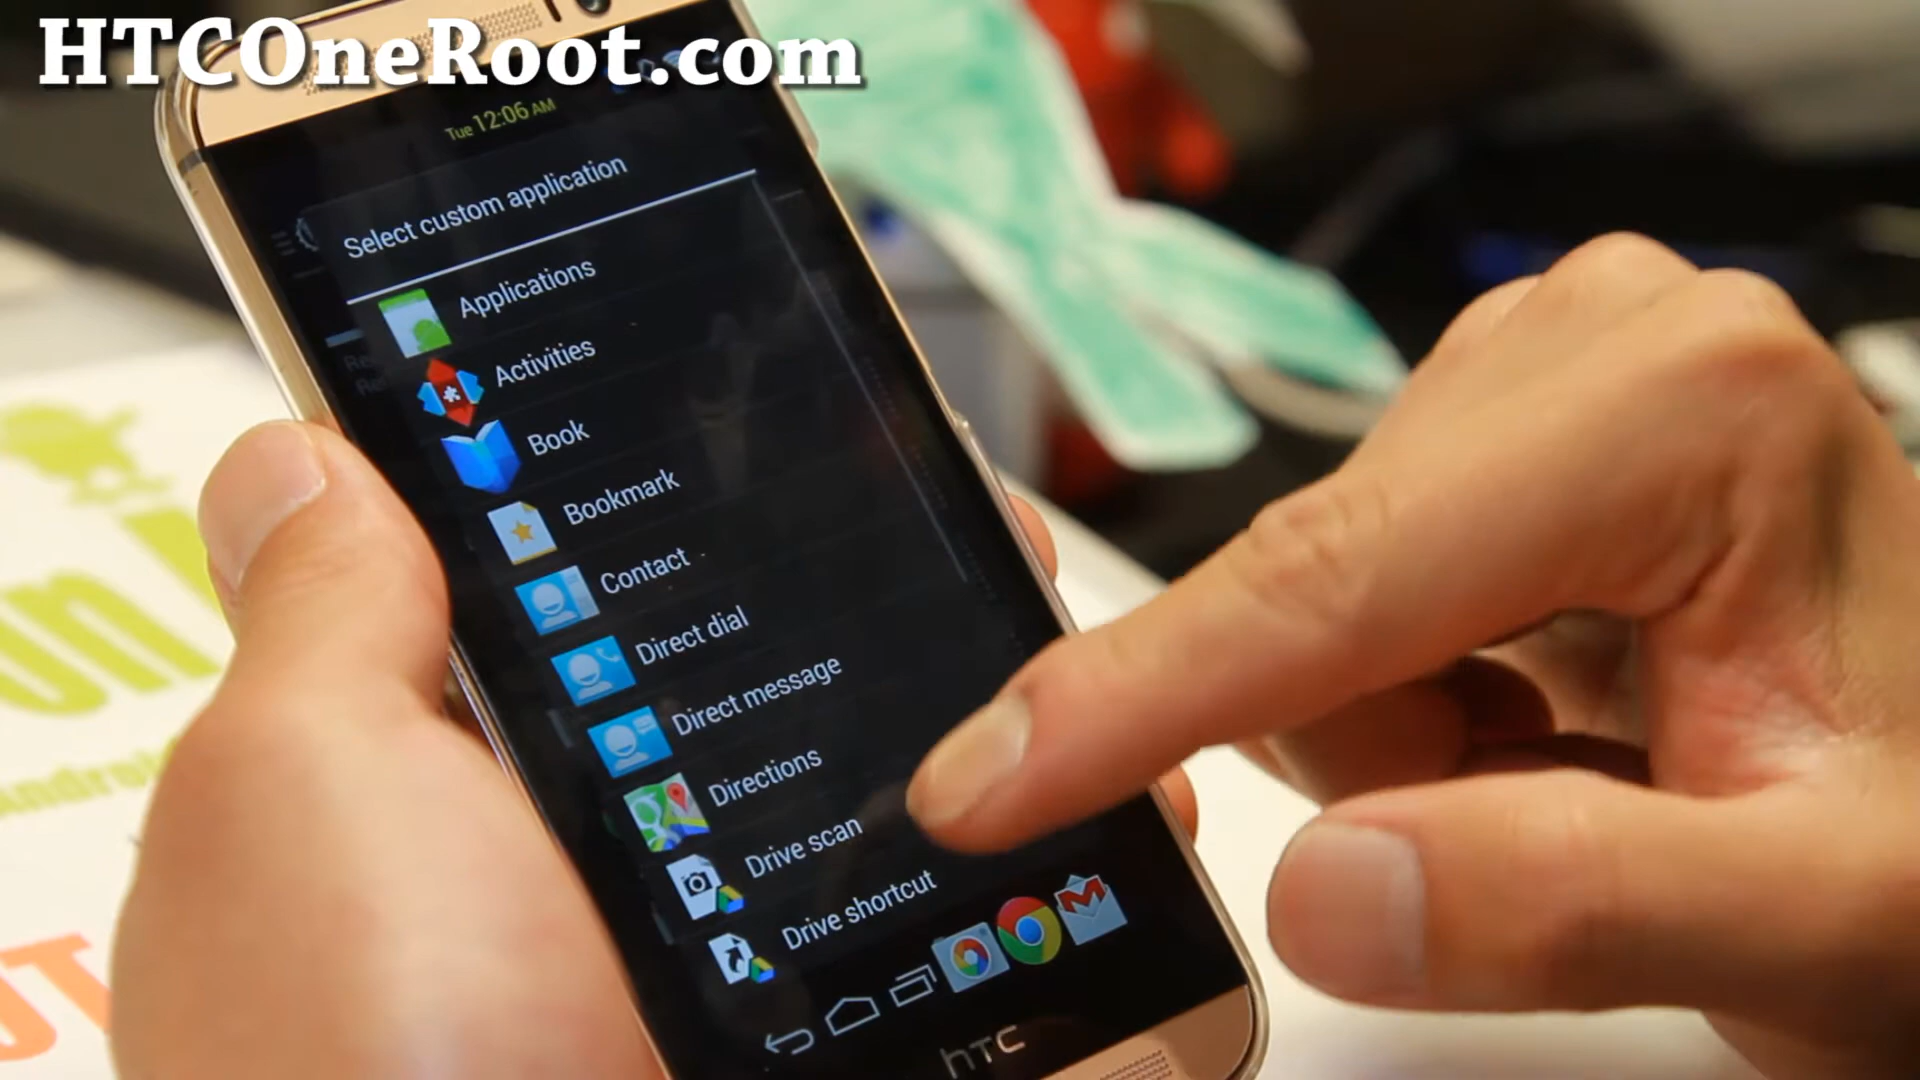 HTCOneRoot.com
Tue 12:06 AM
Select custom application
Applications
Activities
Book
Bookmark
Contact
Direct dial
Direct message
Directions
Drive scan
Drive shortcut
hTC